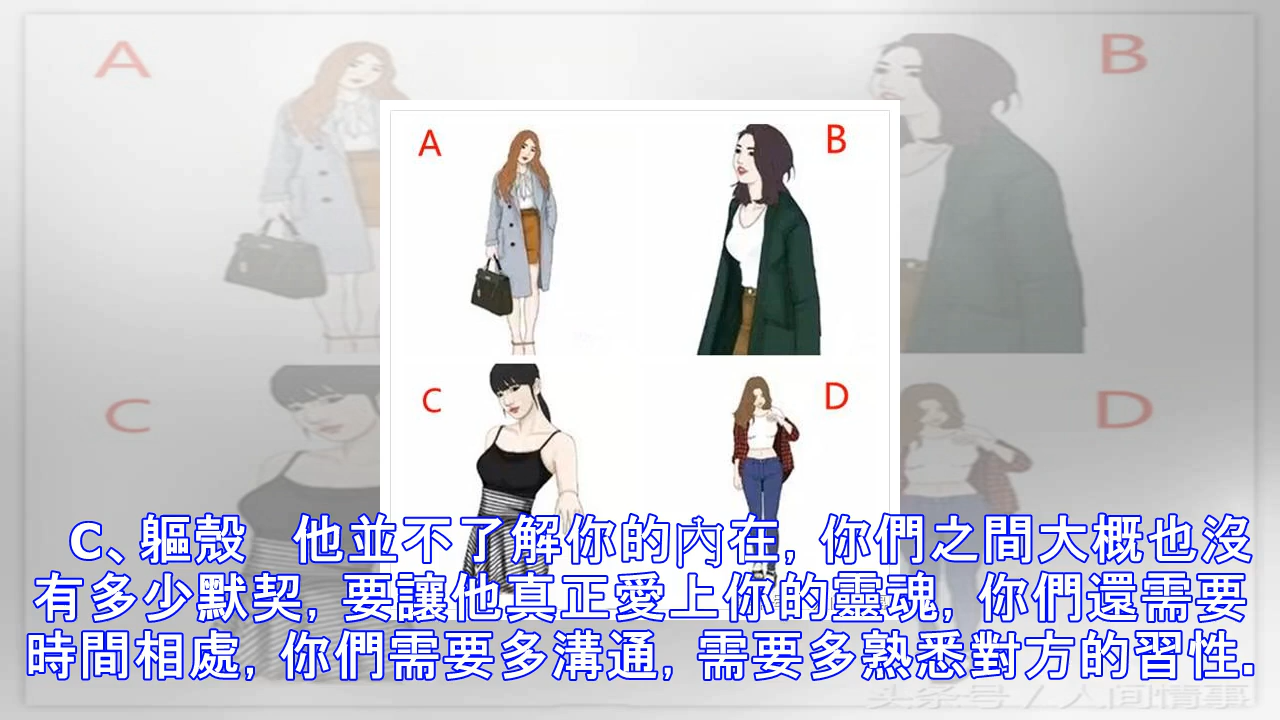 A
B
A
B
C
D
C
D
C、軀殼 他並不了解你的內在, 你們之間大概也沒
有多少默契, 要讓他真正愛上你的靈魂, 你們還需要
時間相處, 你們需要多溝通, 需要多熟悉對方的習性.
头条号 / 人间情事